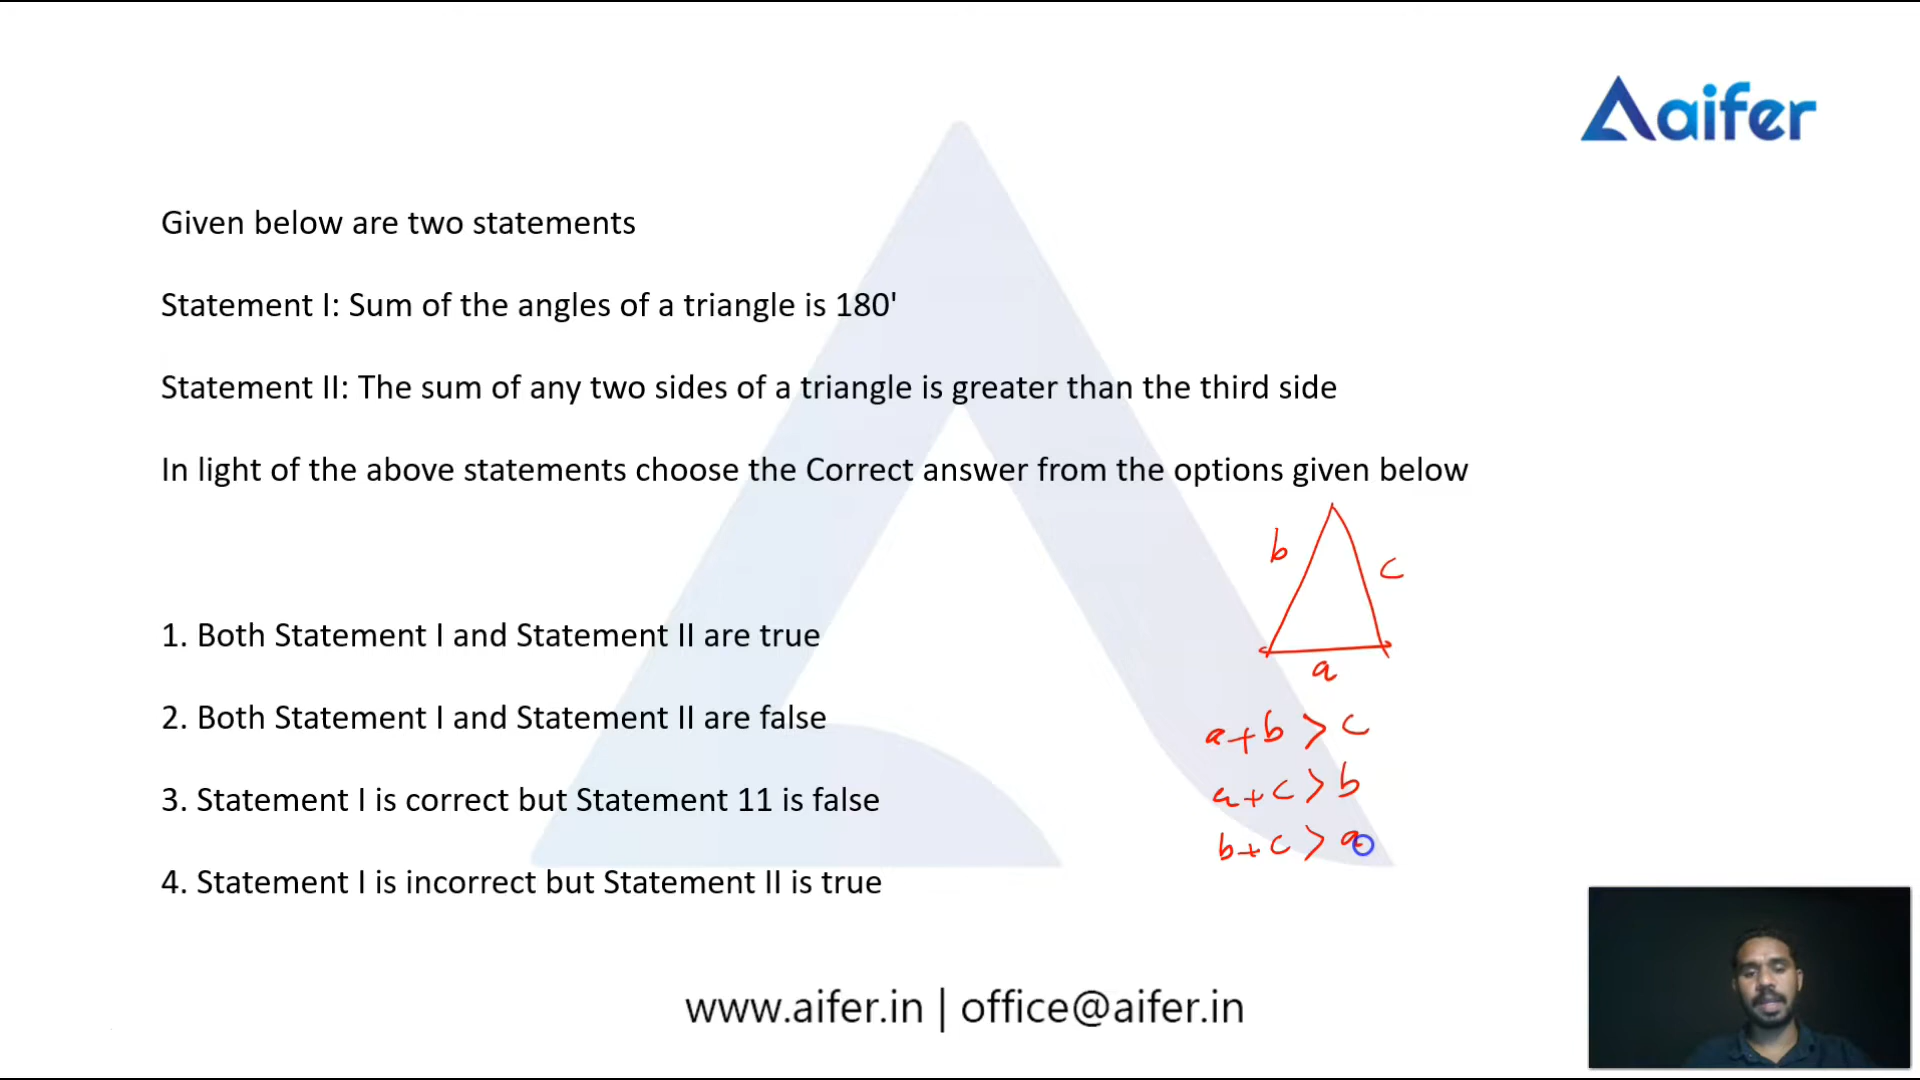 aifer
Given below are two statements
Statement I: Sum of the angles of a triangle is 180'
Statement II: The sum of any two sides of a triangle is greater than the third side
In light of the above statements choose the Correct answer from the options given below
b
c
a
1. Both Statement I and Statement II are true
2. Both Statement I and Statement II are false
3. Statement I is correct but Statement 11 is false
4. Statement I is incorrect but Statement II is true
a+b > c
a+c > b
b+c > a
www.aifer.in | office@aifer.in